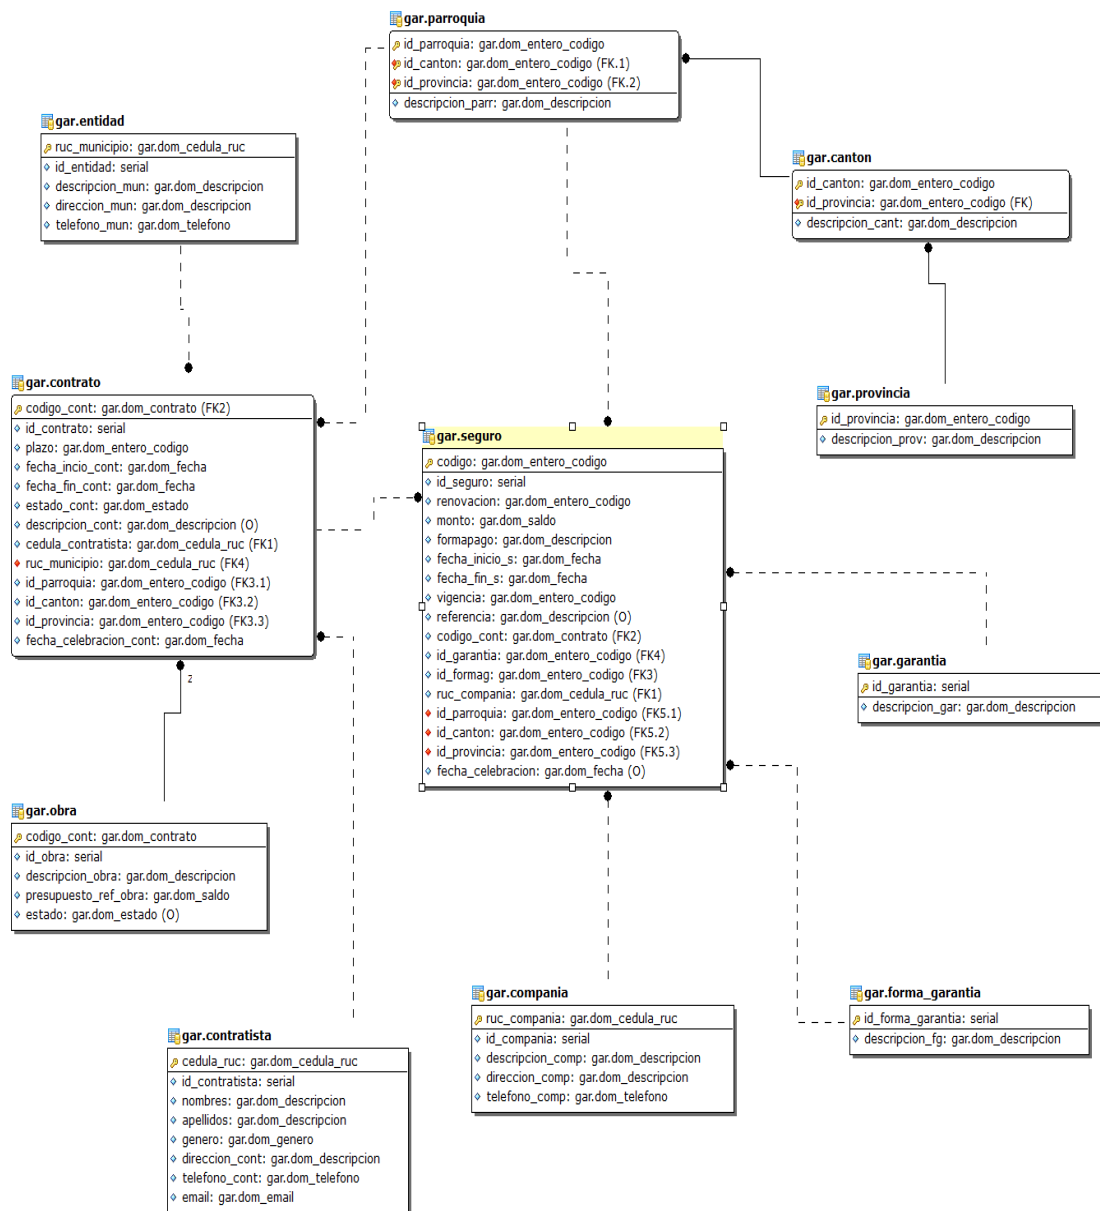 gar.parroquia
id_parroquia: gar.dom_entero_codigo
id_canton: gar.dom_entero_codigo (FK.1)
id_provincia: gar.dom_entero_codigo (FK.2)
descripcion_parr: gar.dom_descripcion
gar.entidad
ruc_municipio: gar.dom_cedula_ruc
id_entidad: serial
descripcion_mun: gar.dom_descripcion
direccion_mun: gar.dom_descripcion
telefono_mun: gar.dom_telefono
gar.canton
id_canton: gar.dom_entero_codigo
id_provincia: gar.dom_entero_codigo (FK)
descripcion_cant: gar.dom_descripcion
gar.contrato
codigo_cont: gar.dom_contrato (FK2)
id_contrato: serial
plazo: gar.dom_entero_codigo
fecha_incio_cont: gar.dom_fecha
fecha_fin_cont: gar.dom_fecha
estado_cont: gar.dom_estado
descripcion_cont: gar.dom_descripcion (O)
cedula_contratista: gar.dom_cedula_ruc (FK1)
ruc_municipio: gar.dom_cedula_ruc (FK4)
id_parroquia: gar.dom_entero_codigo (FK3.1)
id_canton: gar.dom_entero_codigo (FK3.2)
id_provincia: gar.dom_entero_codigo (FK3.3)
fecha_celebracion_cont: gar.dom_fecha
z
gar.provincia
id_provincia: gar.dom_entero_codigo
descripcion_prov: gar.dom_descripcion
gar.seguro
codigo: gar.dom_entero_codigo
id_seguro: serial
renovacion: gar.dom_entero_codigo
monto: gar.dom_saldo
formapago: gar.dom_descripcion
fecha_inicio_s: gar.dom_fecha
fecha_fin_s: gar.dom_fecha
vigencia: gar.dom_entero_codigo
referencia: gar.dom_descripcion (O)
codigo_cont: gar.dom_contrato (FK2)
id_garantia: gar.dom_entero_codigo (FK4)
id_formag: gar.dom_entero_codigo (FK3)
ruc_compania: gar.dom_cedula_ruc (FK1)
id_parroquia: gar.dom_entero_codigo (FK5.1)
id_canton: gar.dom_entero_codigo (FK5.2)
id_provincia: gar.dom_entero_codigo (FK5.3)
fecha_celebracion: gar.dom_fecha (O)
gar.garantia
id_garantia: serial
descripcion_gar: gar.dom_descripcion
gar.obra
codigo_cont: gar.dom_contrato
id_obra: serial
descripcion_obra: gar.dom_descripcion
presupuesto_ref_obra: gar.dom_saldo
estado: gar.dom_estado (O)
gar.compania
ruc_compania: gar.dom_cedula_ruc
id_compania: serial
descripcion_comp: gar.dom_descripcion
direccion_comp: gar.dom_descripcion
telefono_comp: gar.dom_telefono
gar.forma_garantia
id_forma_garantia: serial
descripcion_fg: gar.dom_descripcion
gar.contratista
cedula_ruc: gar.dom_cedula_ruc
id_contratista: serial
nombres: gar.dom_descripcion
apellidos: gar.dom_descripcion
genero: gar.dom_genero
direccion_cont: gar.dom_descripcion
telefono_cont: gar.dom_telefono
email: gar.dom_email